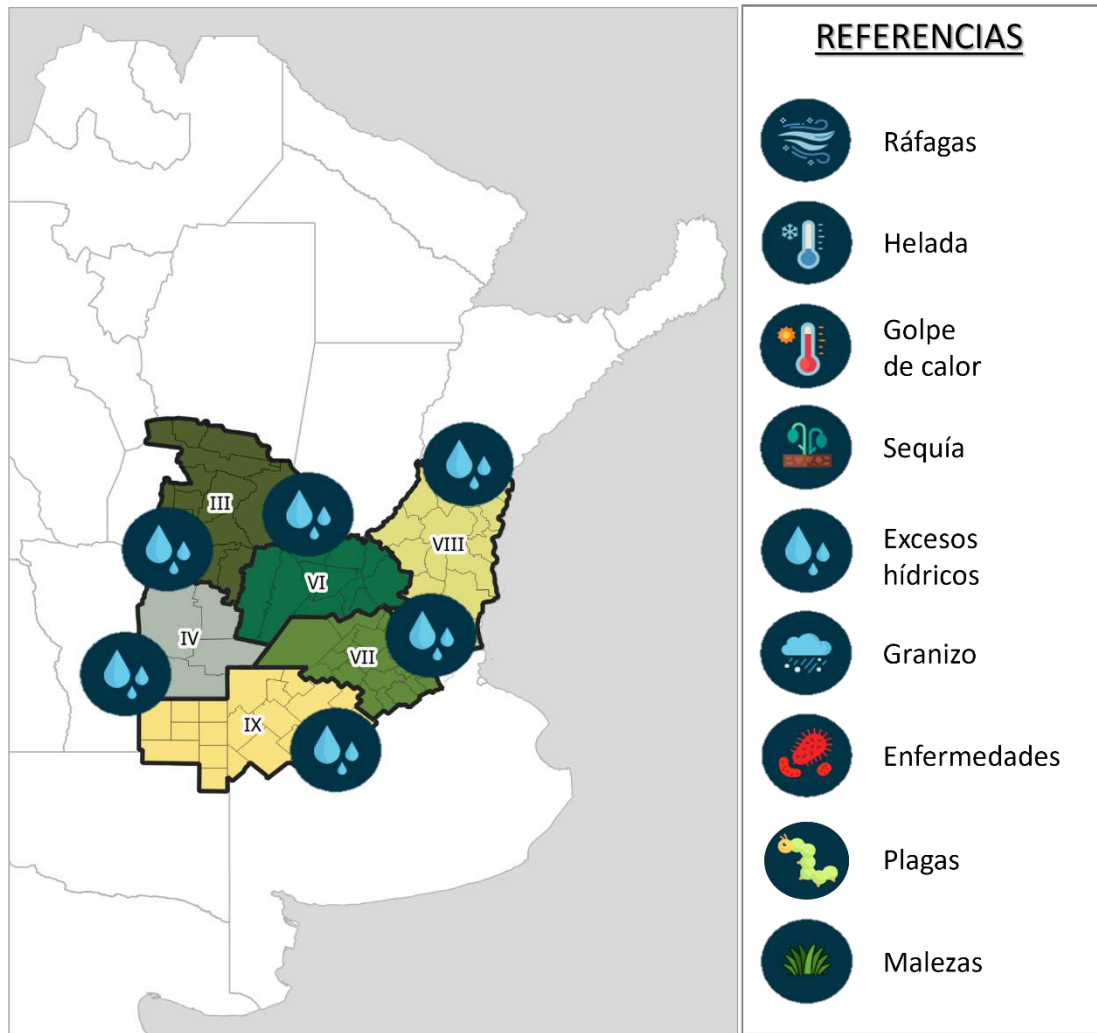 REFERENCIAS
Ráfagas
Helada
Golpe
de calor
Sequía
Excesos
hídricos
Granizo
Enfermedades
Plagas
Malezas
III
VIII
VI
IV
VII
IX